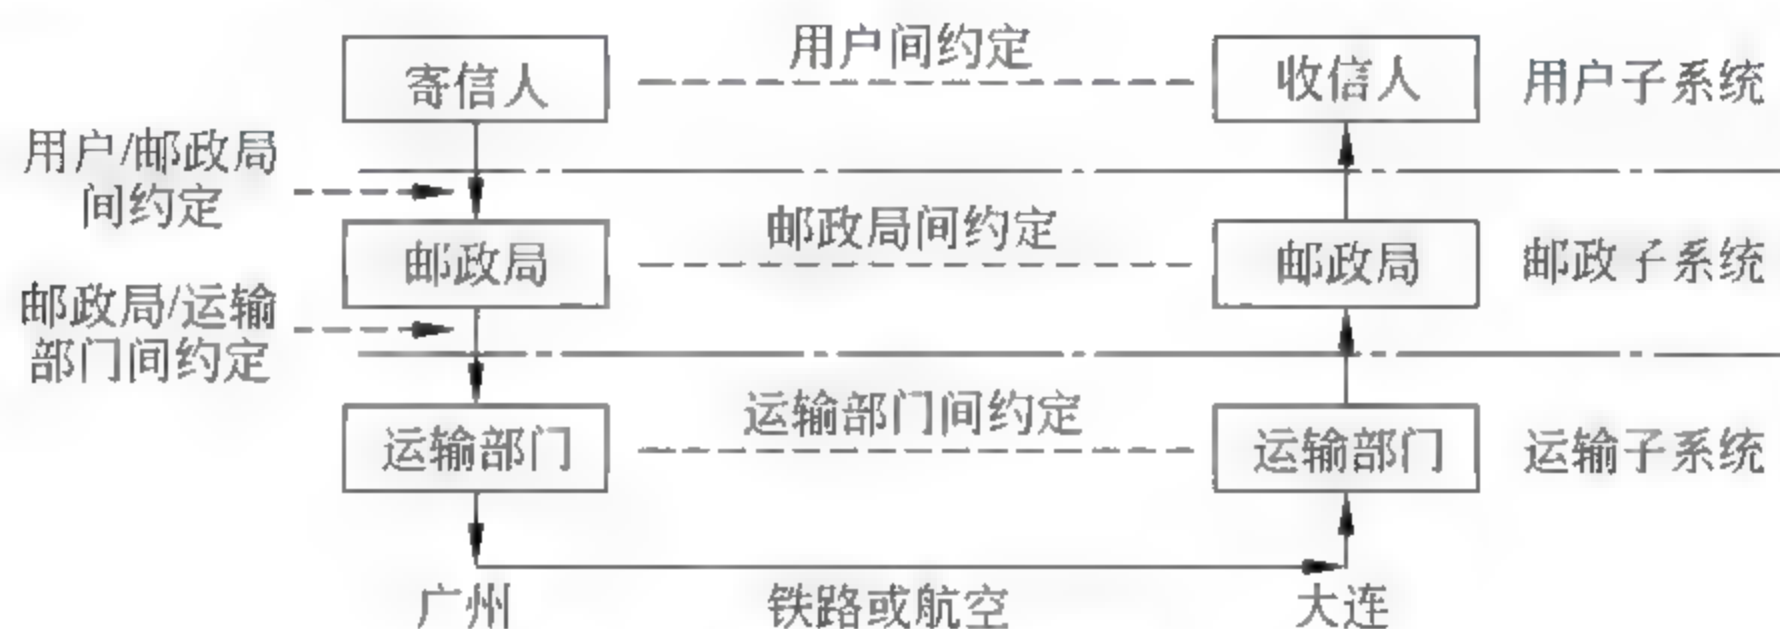 用户间约定
寄信人
收信人
用户子系统
用户/邮政局
间约定
邮政局间约定
邮政局
邮政局
邮政子系统
邮政局/运输
部门间约定
运输部门间约定
运输部门
运输部门
运输子系统
广州
铁路或航空
大连